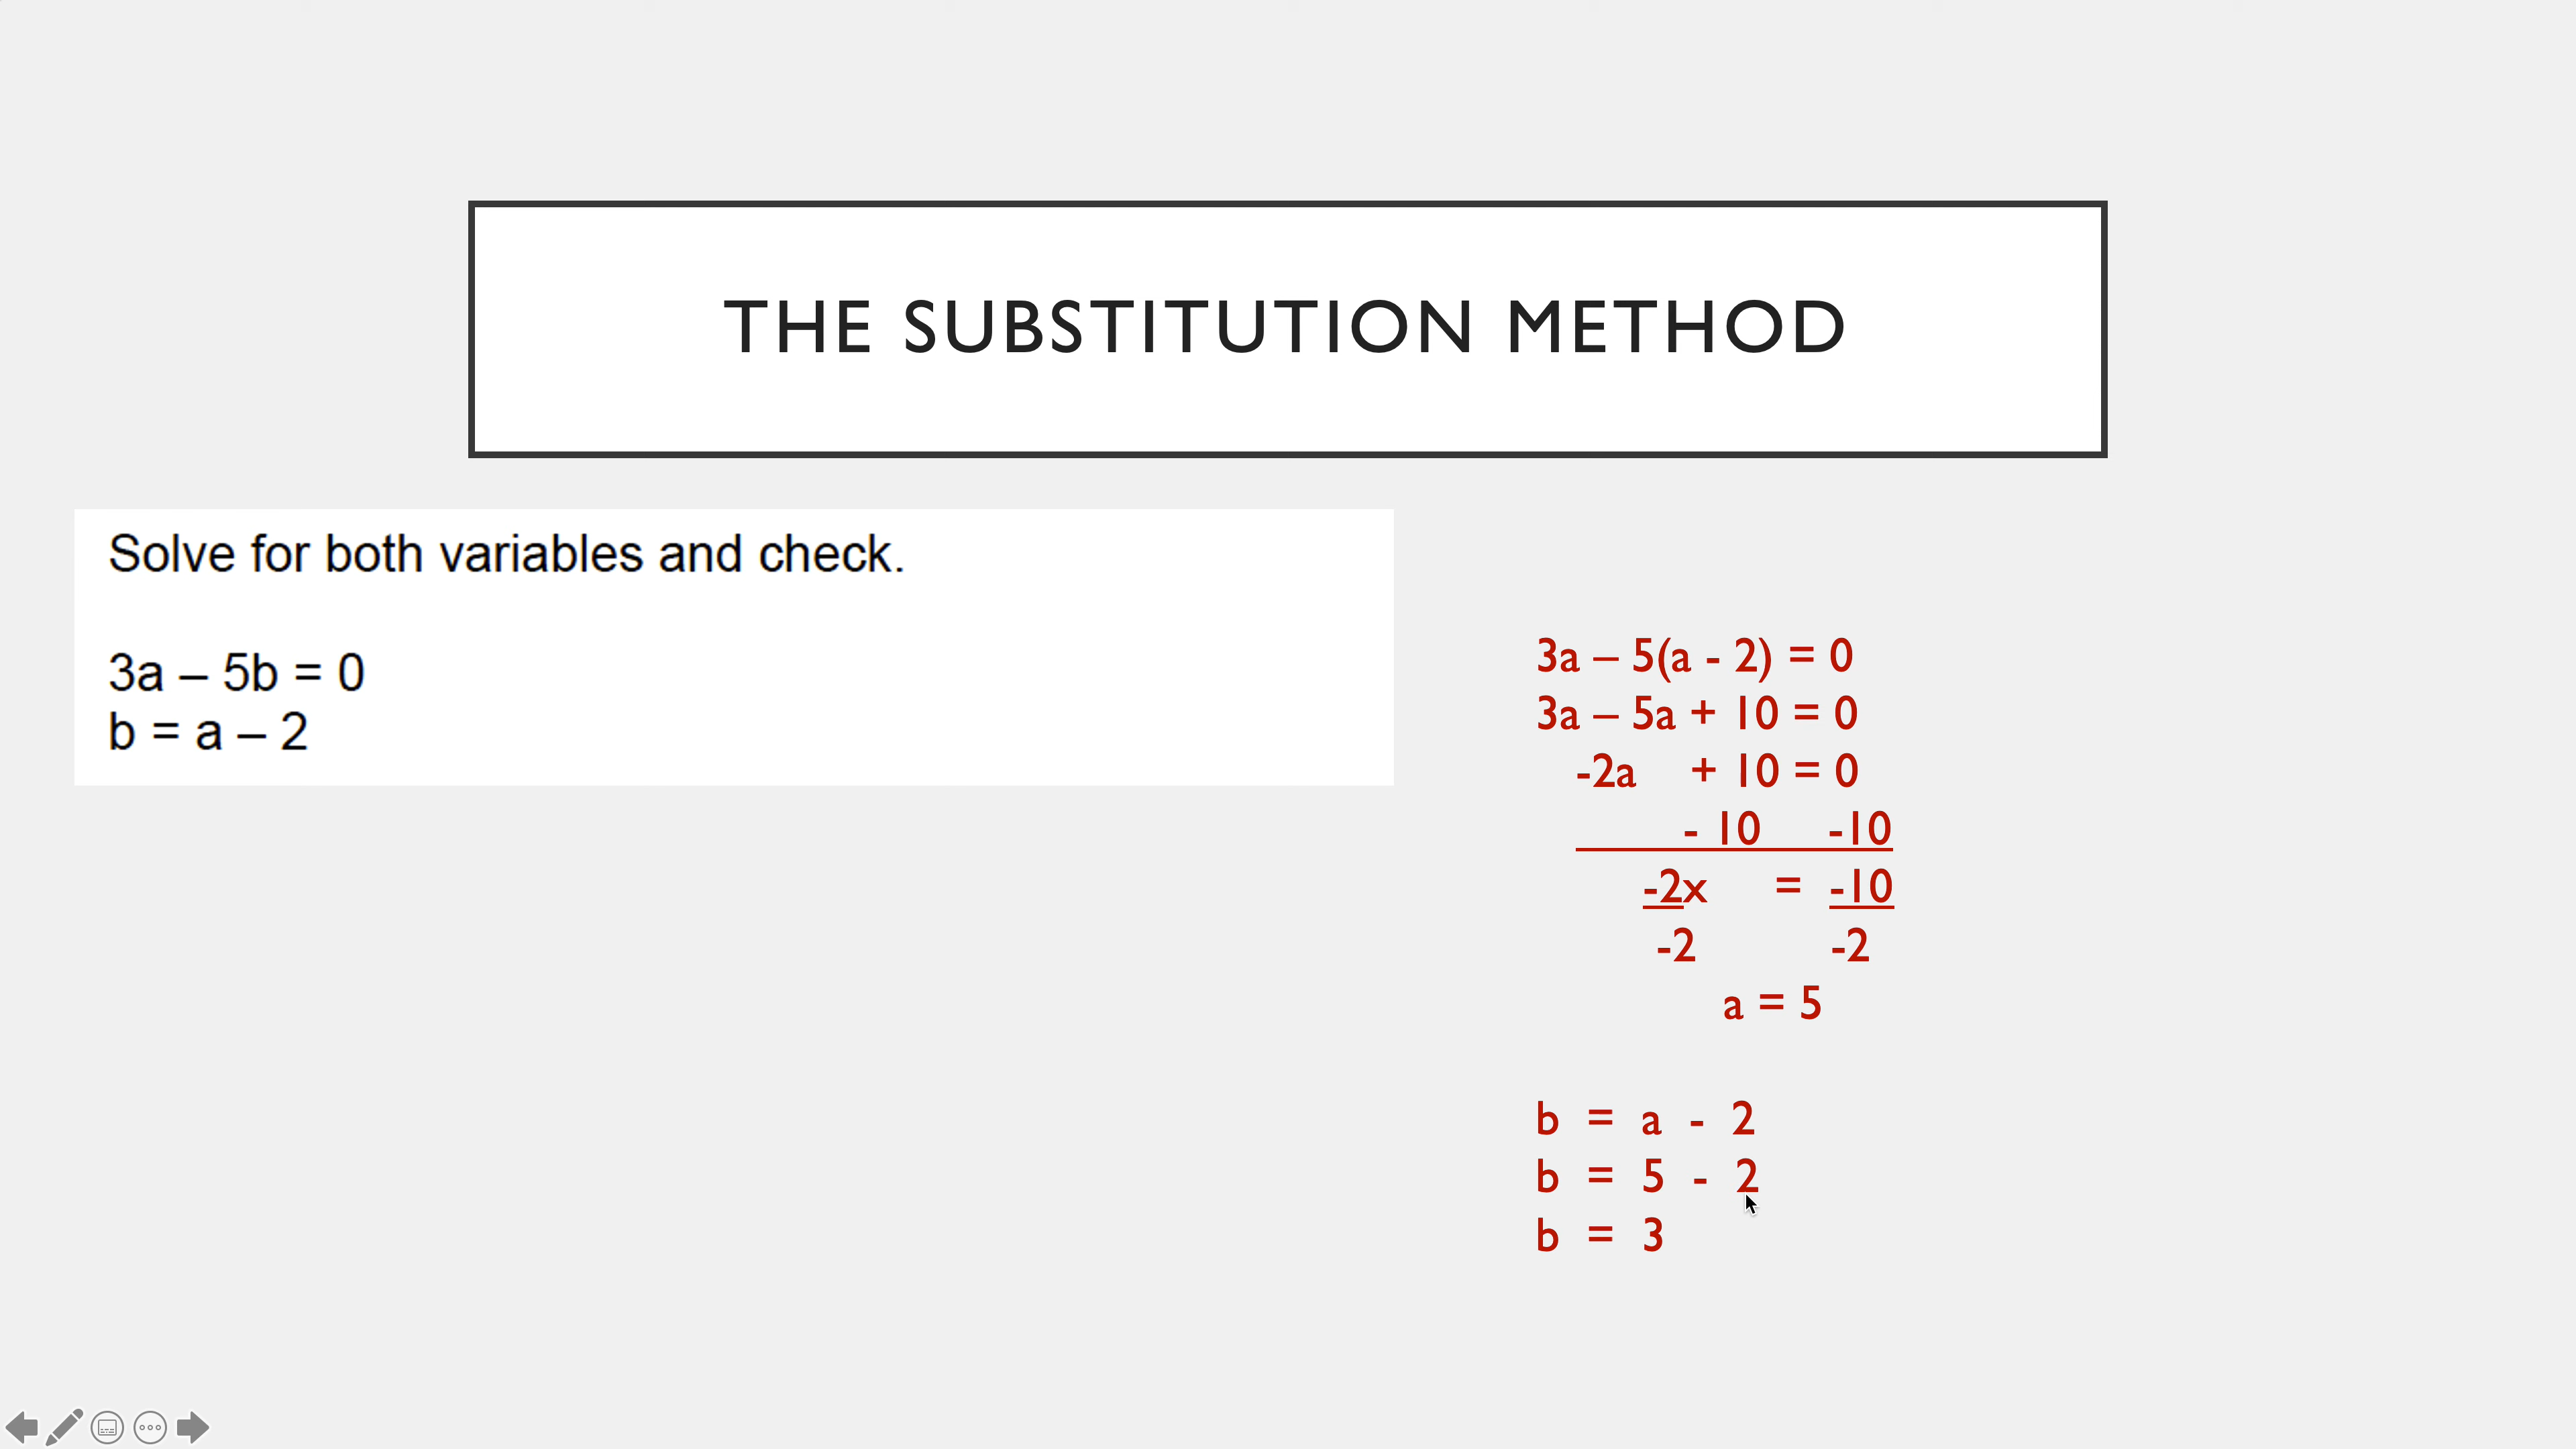 THE SUBSTITUTION METHOD
Solve for both variables and check.
3a – 5b = 0
b = a – 2
3a – 5(a - 2) = 0
3a – 5a + 10 = 0
-2a + 10 = 0
- 10 -10
-2x = -10
-2 -2
a = 5
b = a - 2
b = 5 - 2
b = 3